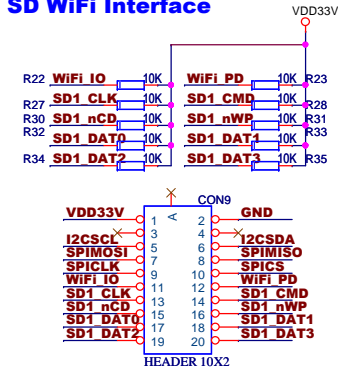 SD WiFi Interface
VDD33V
R22 WiFi_IO 10K WiFi_PD 10K R23
R27 SD1_CLK 10K SD1_CMD 10K R28
R30 SD1_nCD 10K SD1_nWP 10K R31
R32 SD1_DAT0 10K SD1_DAT1 10K R33
R34 SD1_DAT2 10K SD1_DAT3 10K R35
CON9
A
VDD33V 1 2 GND
3 4
I2CSCL 5 6 I2CSDA
SPIMOSI 7 8 SPIMISO
SPICLK 9 10 SPICS
WiFi_IO 11 12 WiFi_PD
SD1_CLK 13 14 SD1_CMD
SD1_nCD 15 16 SD1_nWP
SD1_DAT0 17 18 SD1_DAT1
SD1_DAT2 19 20 SD1_DAT3
HEADER 10X2